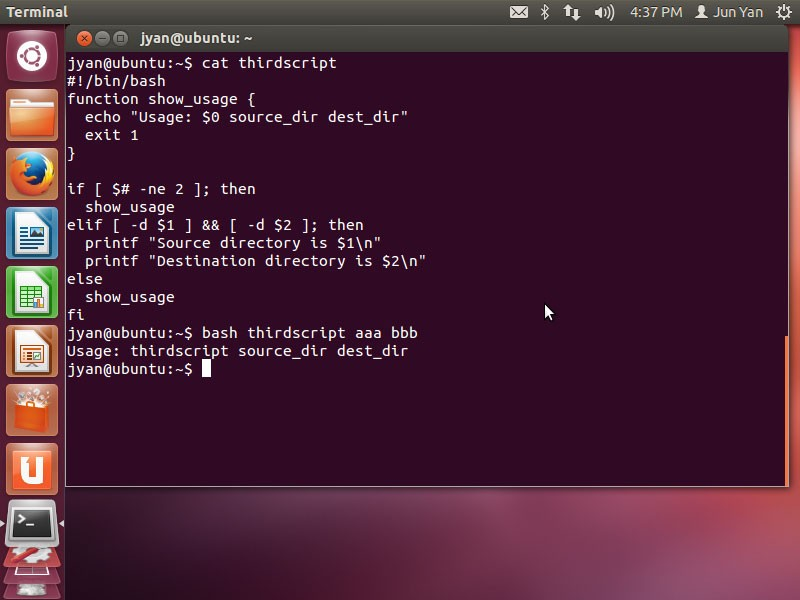 Terminal
4:37 PM
Jun Yan
jyan@ubuntu: ~
jyan@ubuntu:~$ cat thirdscript
#!/bin/bash
function show_usage {
  echo "Usage: $0 source_dir dest_dir"
  exit 1
}

if [ $# -ne 2 ]; then
  show_usage
elif [ -d $1 ] && [ -d $2 ]; then
  printf "Source directory is $1\n"
  printf "Destination directory is $2\n"
else
  show_usage
fi
jyan@ubuntu:~$ bash thirdscript aaa bbb
Usage: thirdscript source_dir dest_dir
jyan@ubuntu:~$